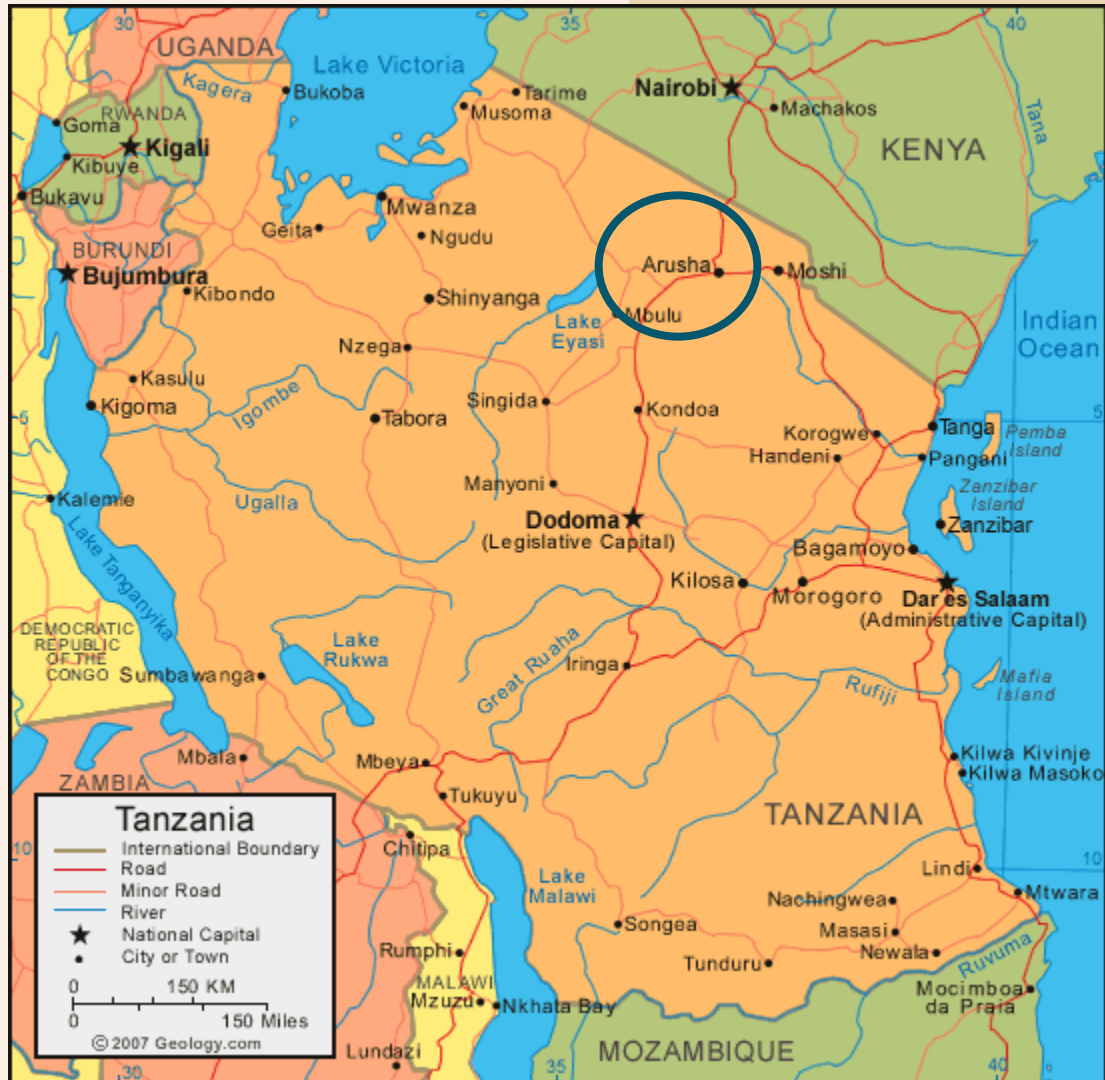 30
35
40
UGANDA
Lake Victoria
Kagera
Bukoba
Tarime
Musoma
Nairobi
Machakos
Tana
RWANDA
Goma
Kigali
Kibuye
KENYA
Bukavu
Mwanza
Geita
Ngudu
BURUNDI
Bujumbura
Arusha
Moshi
Kibondo
Shinyanga
Mbulu
Lake
Eyasi
Indian
Ocean
Nzega
Kasulu
Kigoma
Igombe
Tabora
Singida
Kondoa
5
5
Korogwe
Tanga
Handeni
Pangani
Pemba
Island
Manyoni
Ugalla
Zanzibar
Island
Kalemie
Dodoma
(Legislative Capital)
Zanzibar
Lake Tanganyika
Bagamoyo
Kilosa
Morogoro
Dar es Salaam
(Administrative Capital)
DEMOCRATIC
REPUBLIC
OF THE
CONGO
Lake
Rukwa
Sumbawanga
Great Ruaha
Iringa
Rufiji
Mafia
Island
Mbala
Mbeya
Kilwa Kivinje
Kilwa Masoko
ZAMBIA
Tukuyu
TANZANIA
Tanzania
International Boundary
Road
Minor Road
River
National Capital
City or Town
0
150 KM
0
150 Miles
© 2007 Geology.com
10
Chitipa
Lake
Malawi
Lindi
10
Mtwara
Nachingwea
Songea
Masasi
Newala
Rumphi
Tunduru
Ruvuma
MALAWI
Mzuzu
Nkhata Bay
Mocimboa
da Praia
Lundazi
MOZAMBIQUE
30
35
40